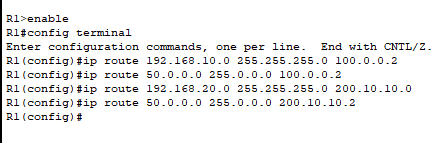 R1>enable
R1#config terminal
Enter configuration commands, one per line.  End with CNTL/Z.
R1(config)#ip route 192.168.10.0 255.255.255.0 100.0.0.2
R1(config)#ip route 50.0.0.0 255.0.0.0 100.0.0.2
R1(config)#ip route 192.168.20.0 255.255.255.0 200.10.10.0
R1(config)#ip route 50.0.0.0 255.0.0.0 200.10.10.2
R1(config)#